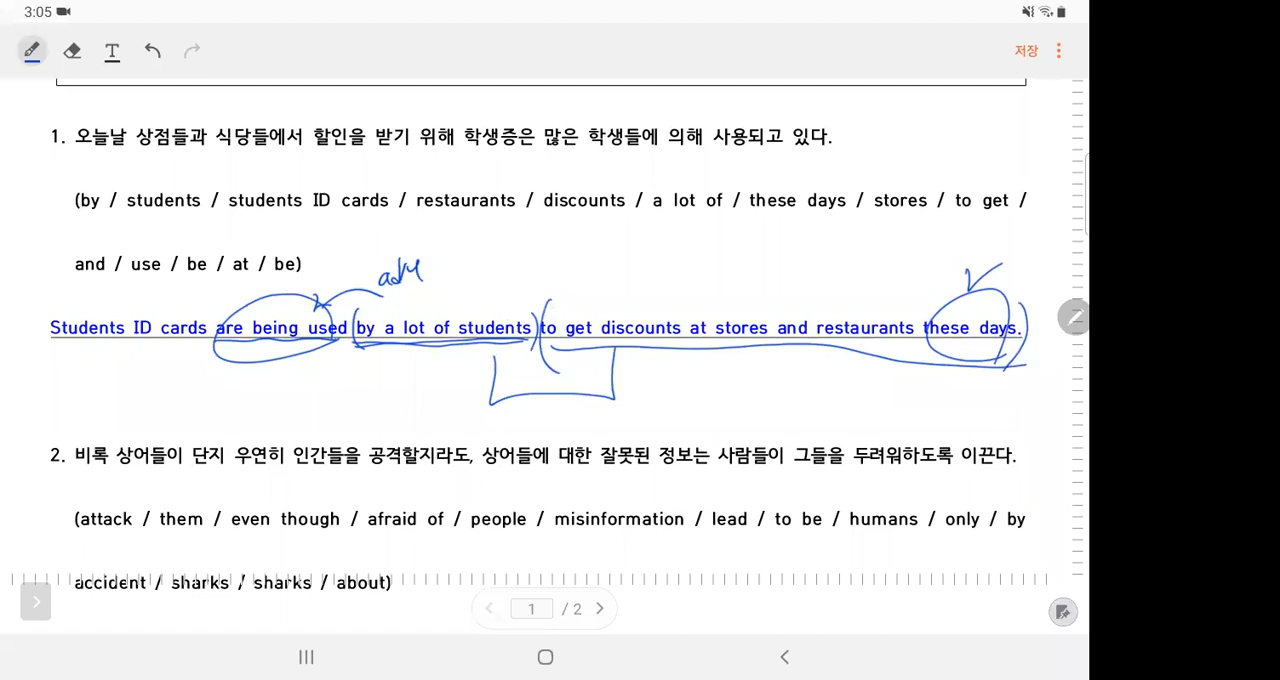 3:05
T
저장
1. 오늘날 상점들과 식당들에서 할인을 받기 위해 학생증은 많은 학생들에 의해 사용되고 있다.
(by / students / students ID cards / restaurants / discounts / a lot of / these days / stores / to get /
and / use / be / at / be)
adv
Students ID cards are being used by a lot of students to get discounts at stores and restaurants these days.
2. 비록 상어들이 단지 우연히 인간들을 공격할지라도, 상어들에 대한 잘못된 정보는 사람들이 그들을 두려워하도록 이끈다.
(attack / them / even though / afraid of / people / misinformation / lead / to be / humans / only / by
accident / sharks / sharks / about)
1 / 2